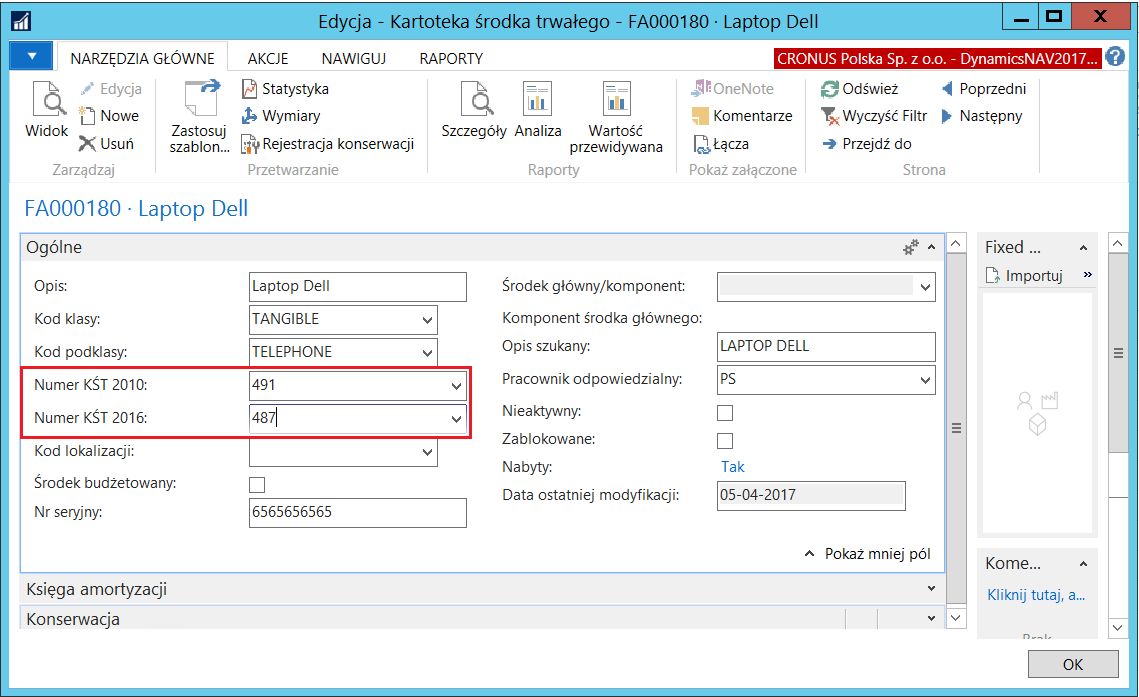 Edycja - Kartoteka środka trwałego - FA000180 · Laptop Dell
NARZĘDZIA GŁÓWNE AKCJE NAWIGUJ RAPORTY
CRONUS Polska Sp. z o.o. - DynamicsNAV2017...
Widok
Edycja
Nowe
Usuń
Zarządzaj
Zastosuj
szablon...
Statystyka
Wymiary
Rejestracja konserwacji
Przetwarzanie
Szczegóły
Analiza
Wartość
przewidywana
Raporty
OneNote
Komentarze
Łącza
Pokaż załączone
Odśwież
Wyczyść Filtr
Przejdź do
Poprzedni
Następny
Strona
FA000180 · Laptop Dell
Ogólne
Opis: Laptop Dell
Kod klasy: TANGIBLE
Kod podklasy: TELEPHONE
Numer KŚT 2010: 491
Numer KŚT 2016: 487
Kod lokalizacji:
Środek budżetowany:
Nr seryjny: 6565656565
Środek główny/komponent:
Komponent środka głównego:
Opis szukany: LAPTOP DELL
Pracownik odpowiedzialny: PS
Nieaktywny:
Zablokowane:
Nabyty: Tak
Data ostatniej modyfikacji: 05-04-2017
Pokaż mniej pól
Księga amortyzacji
Konserwacja
Fixed ...
Importuj
Kome...
Kliknij tutaj, a...
Brak
OK